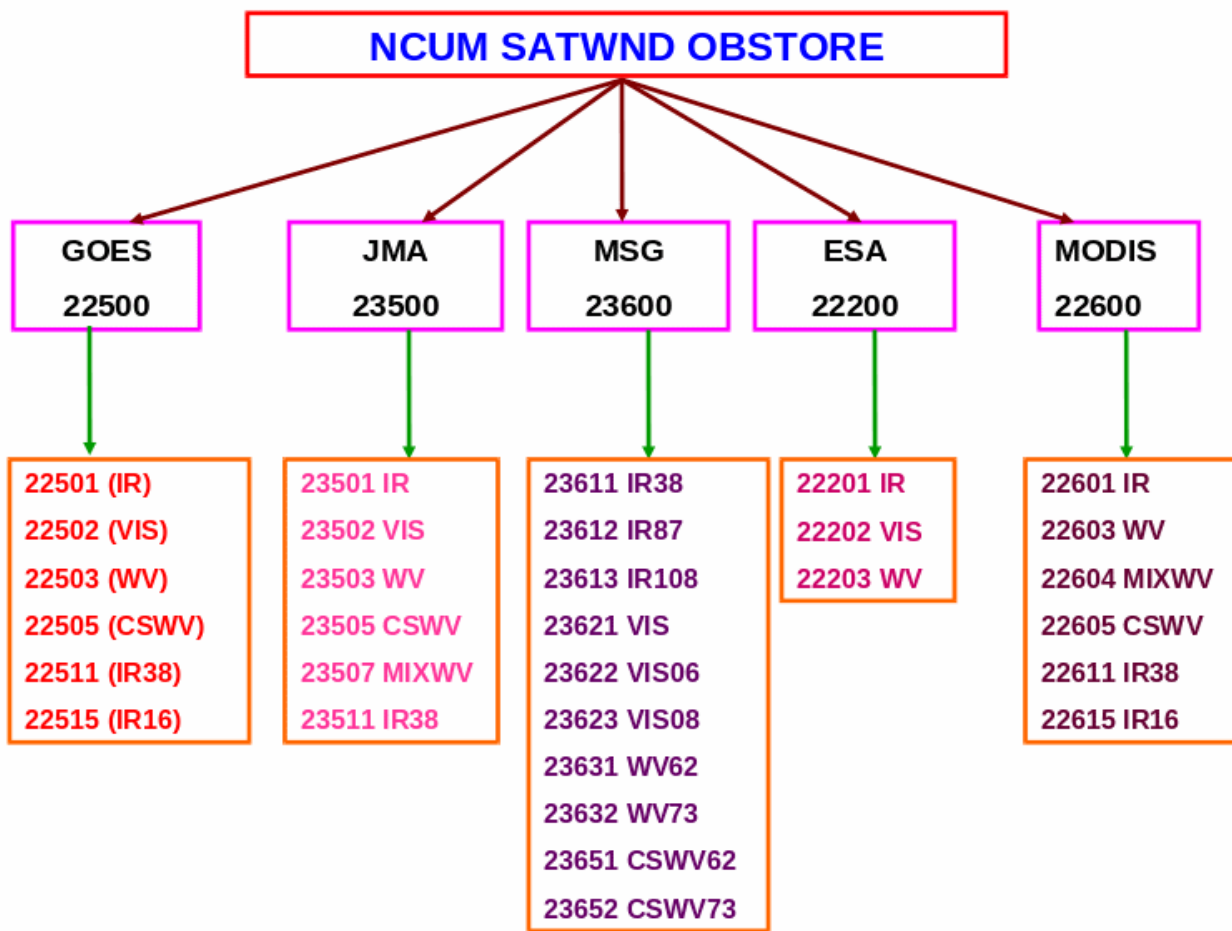 NCUM SATWND OBSTORE
GOES
22500
JMA
23500
MSG
23600
ESA
22200
MODIS
22600
22501 (IR)
22502 (VIS)
22503 (WV)
22505 (CSWV)
22511 (IR38)
22515 (IR16)
23501 IR
23502 VIS
23503 WV
23505 CSWV
23507 MIXWV
23511 IR38
23611 IR38
23612 IR87
23613 IR108
23621 VIS
23622 VIS06
23623 VIS08
23631 WV62
23632 WV73
23651 CSWV62
23652 CSWV73
22201 IR
22202 VIS
22203 WV
22601 IR
22603 WV
22604 MIXWV
22605 CSWV
22611 IR38
22615 IR16